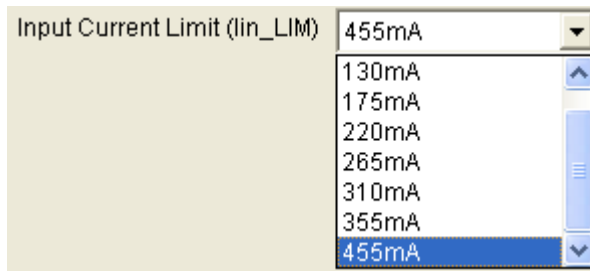 Input Current Limit (Iin_LIM) 455mA
130mA
175mA
220mA
265mA
310mA
355mA
455mA